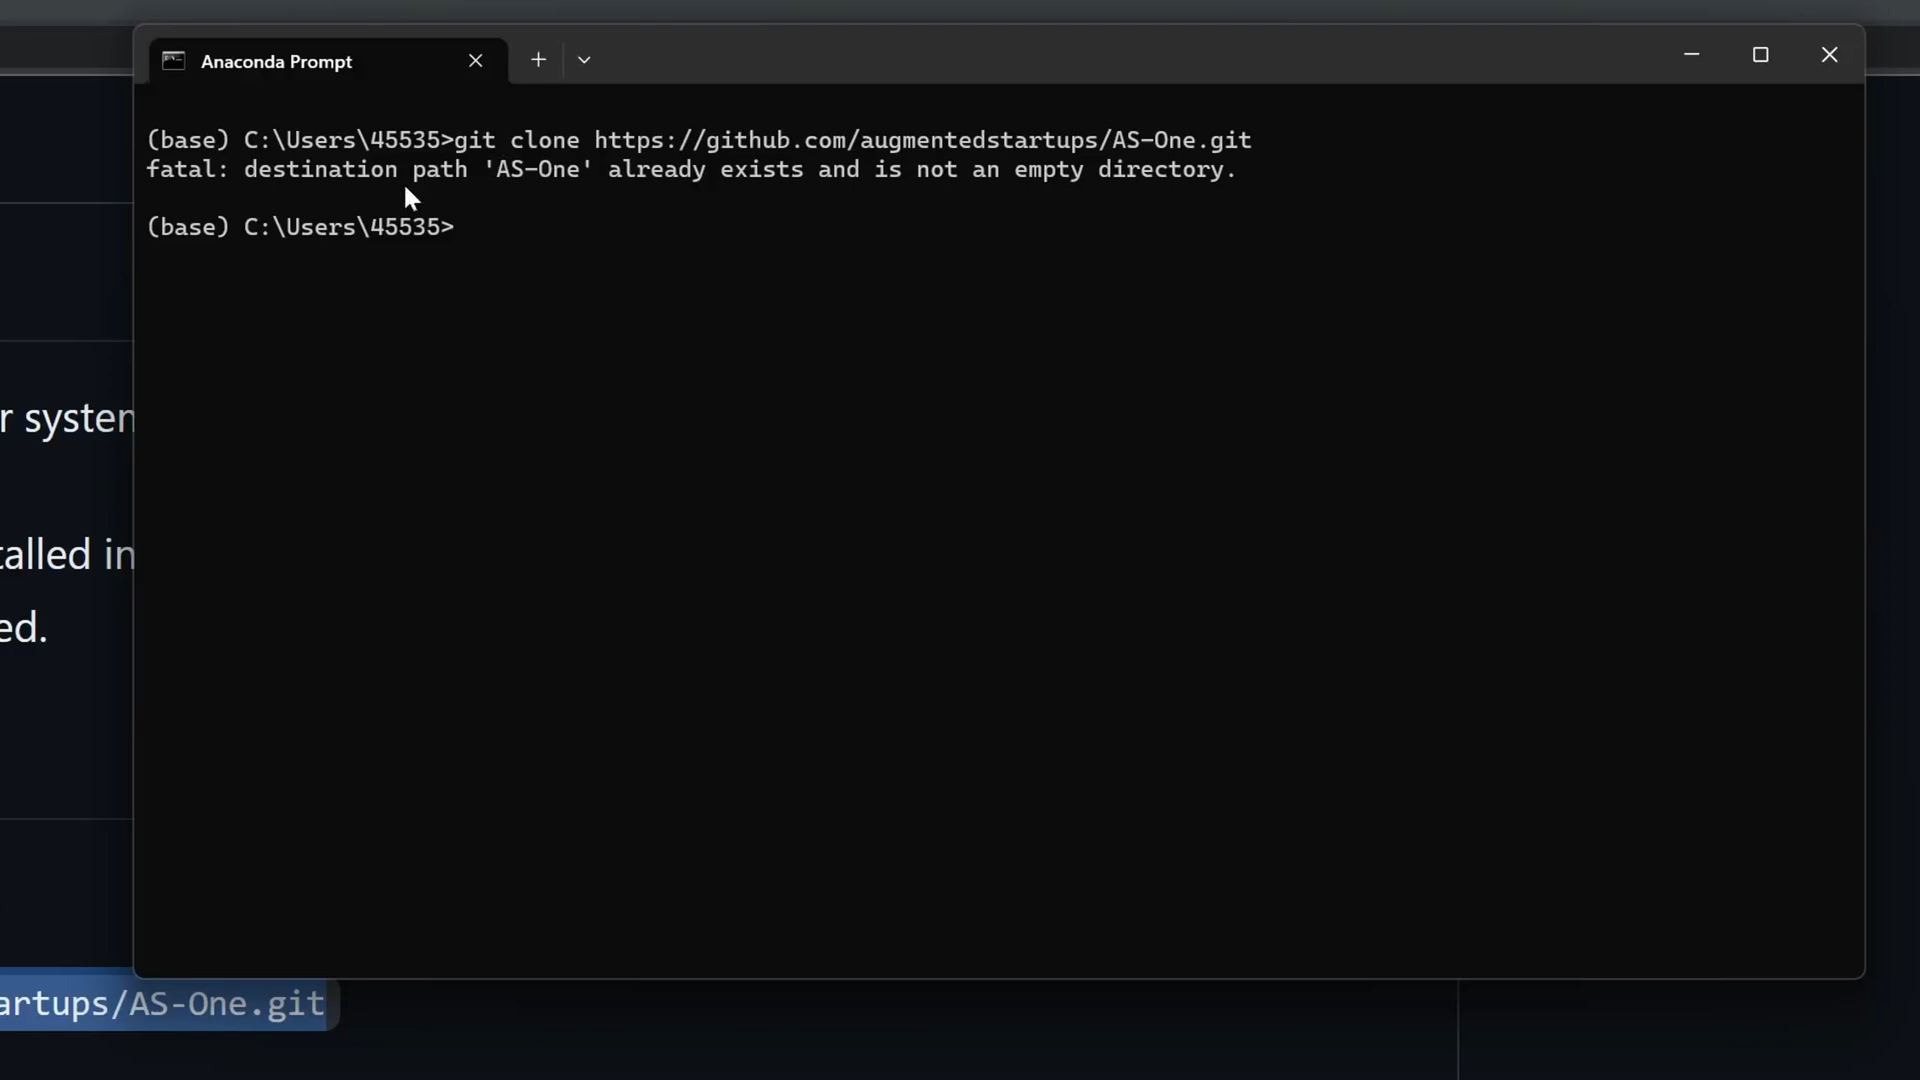 Anaconda Prompt
(base) C:\Users\45535>git clone https://github.com/augmentedstartups/AS-One.git
fatal: destination path 'AS-One' already exists and is not an empty directory.
(base) C:\Users\45535>
r system
talled in
ed.
artups/AS-One.git